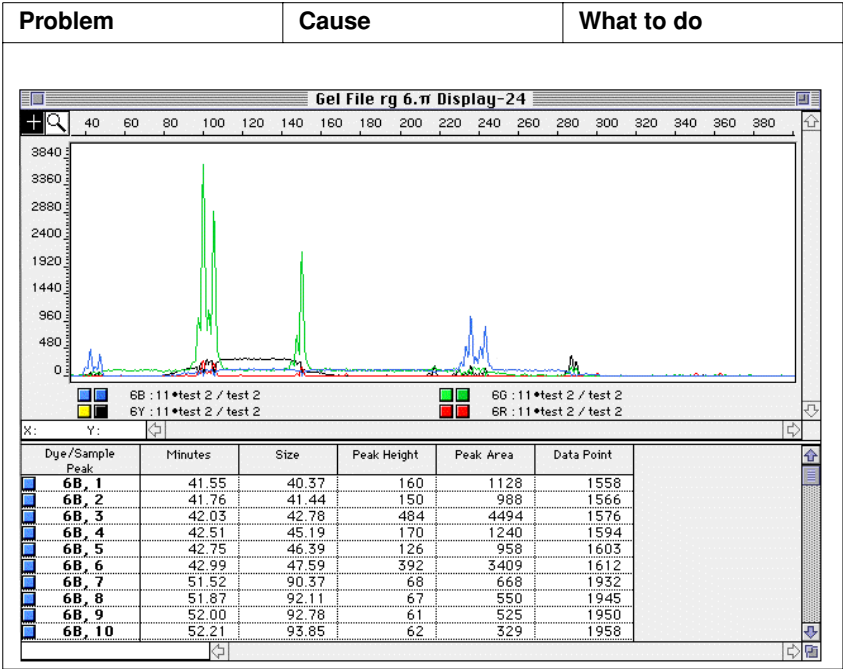 Problem Cause What to do
Gel File rg 6.π Display-24
40 60 80 100 120 140 160 180 200 220 240 260 280 300 320 340 360 380
3840
3360
2880
2400
1920
1440
960
480
0
6B : 11•test 2 / test 2 6G : 11•test 2 / test 2
6Y : 11•test 2 / test 2 6R : 11•test 2 / test 2
X: Y:
Dye/Sample Peak Minutes Size Peak Height Peak Area Data Point
6B, 1 41.55 40.37 160 1128 1558
6B, 2 41.76 41.44 150 988 1566
6B, 3 42.03 42.78 484 4494 1576
6B, 4 42.51 45.19 170 1240 1594
6B, 5 42.75 46.39 126 958 1603
6B, 6 42.99 47.59 392 3409 1612
6B, 7 51.52 90.37 68 668 1932
6B, 8 51.87 92.11 67 550 1945
6B, 9 52.00 92.78 61 525 1950
6B, 10 52.21 93.85 62 329 1958